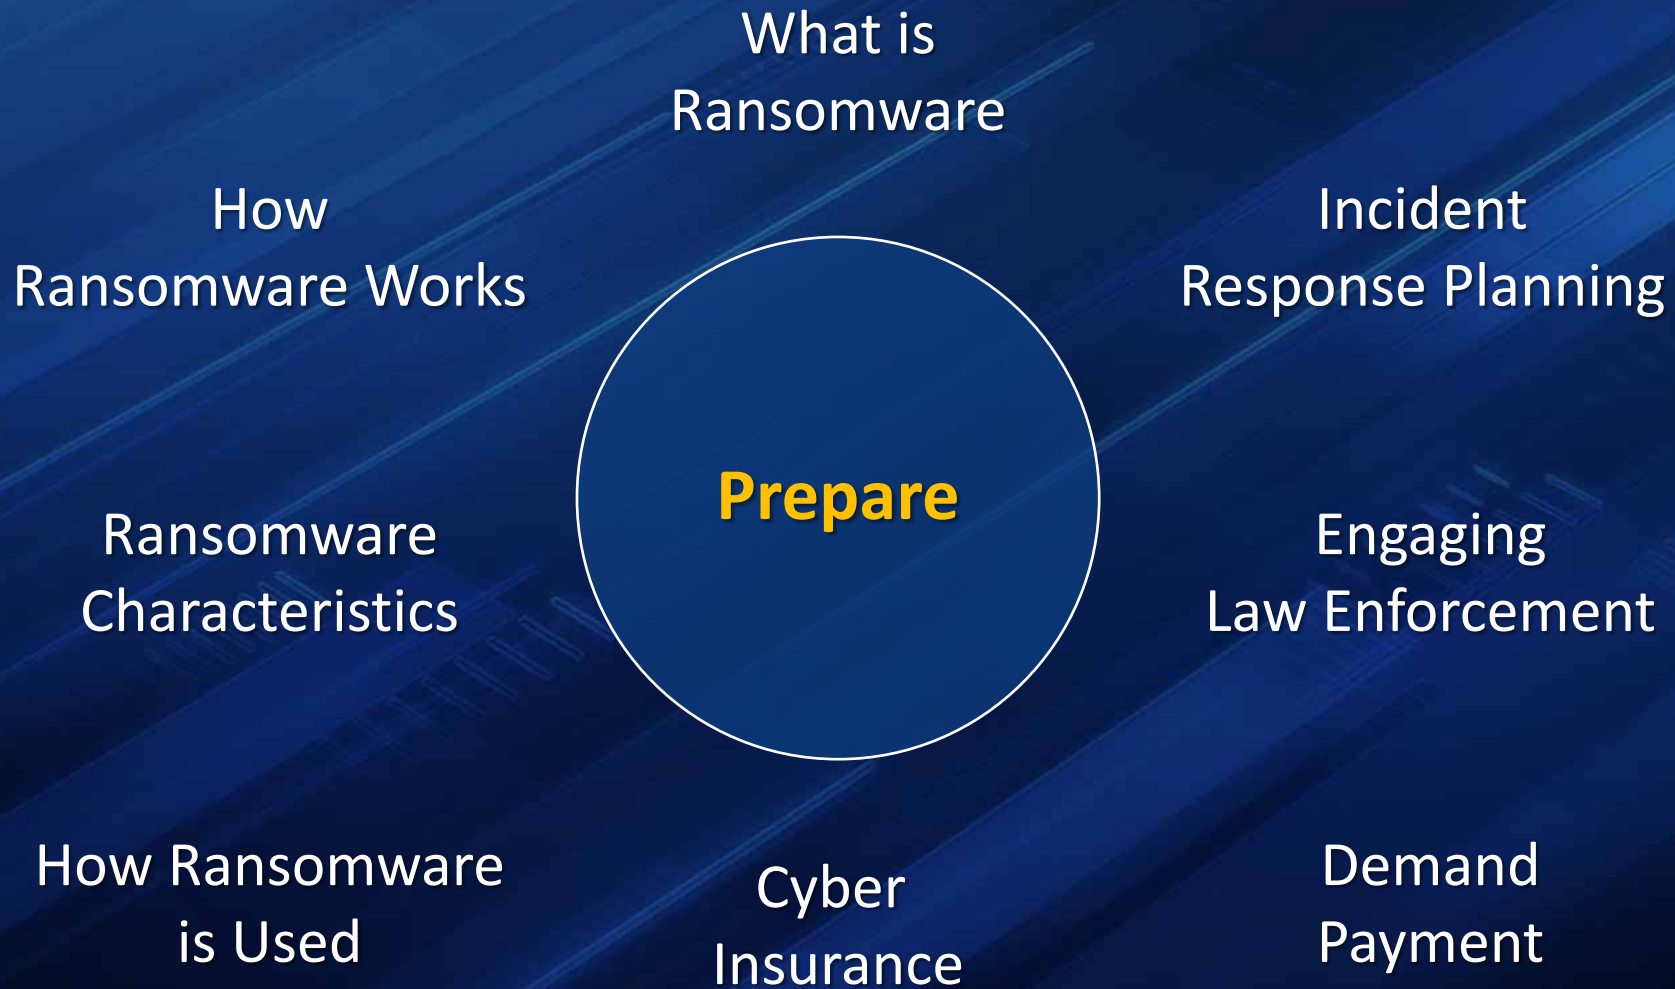 What is
Ransomware
How
Ransomware Works
Incident
Response Planning
Prepare
Ransomware
Characteristics
Engaging
Law Enforcement
How Ransomware
is Used
Cyber
Insurance
Demand
Payment